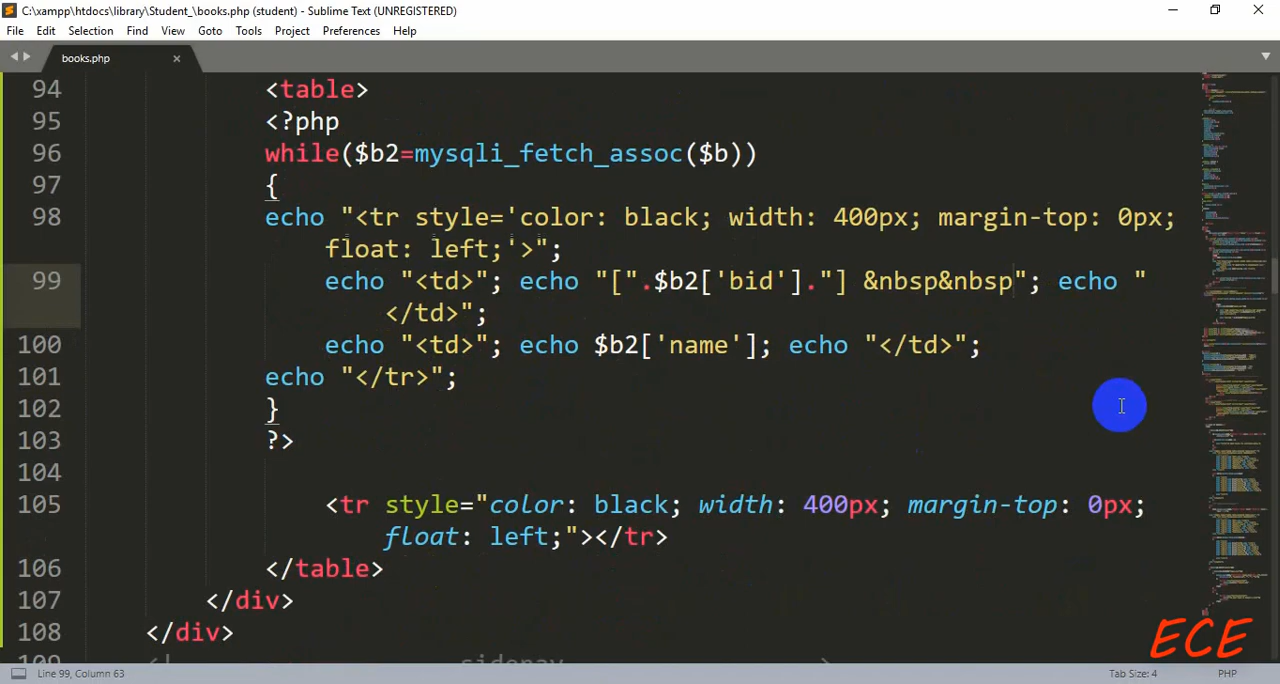 C:\xampp\htdocs\library\Student_\books.php (student) - Sublime Text (UNREGISTERED)
File Edit Selection Find View Goto Tools Project Preferences Help
books.php ×
94 <table>
95 <?php
96 while($b2=mysqli_fetch_assoc($b))
97 {
98 echo "<tr style='color: black; width: 400px; margin-top: 0px;
float: left;'>";
99 echo "<td>"; echo "[".$b2['bid']."] &nbsp&nbsp"; echo "
</td>";
100 echo "<td>"; echo $b2['name']; echo "</td>";
101 echo "</tr>";
102 }
103 ?>
104
105 <tr style="color: black; width: 400px; margin-top: 0px;
float: left;"></tr>
106 </table>
107 </div>
108 </div>
ECE
Line 99, Column 63 Tab Size: 4 PHP